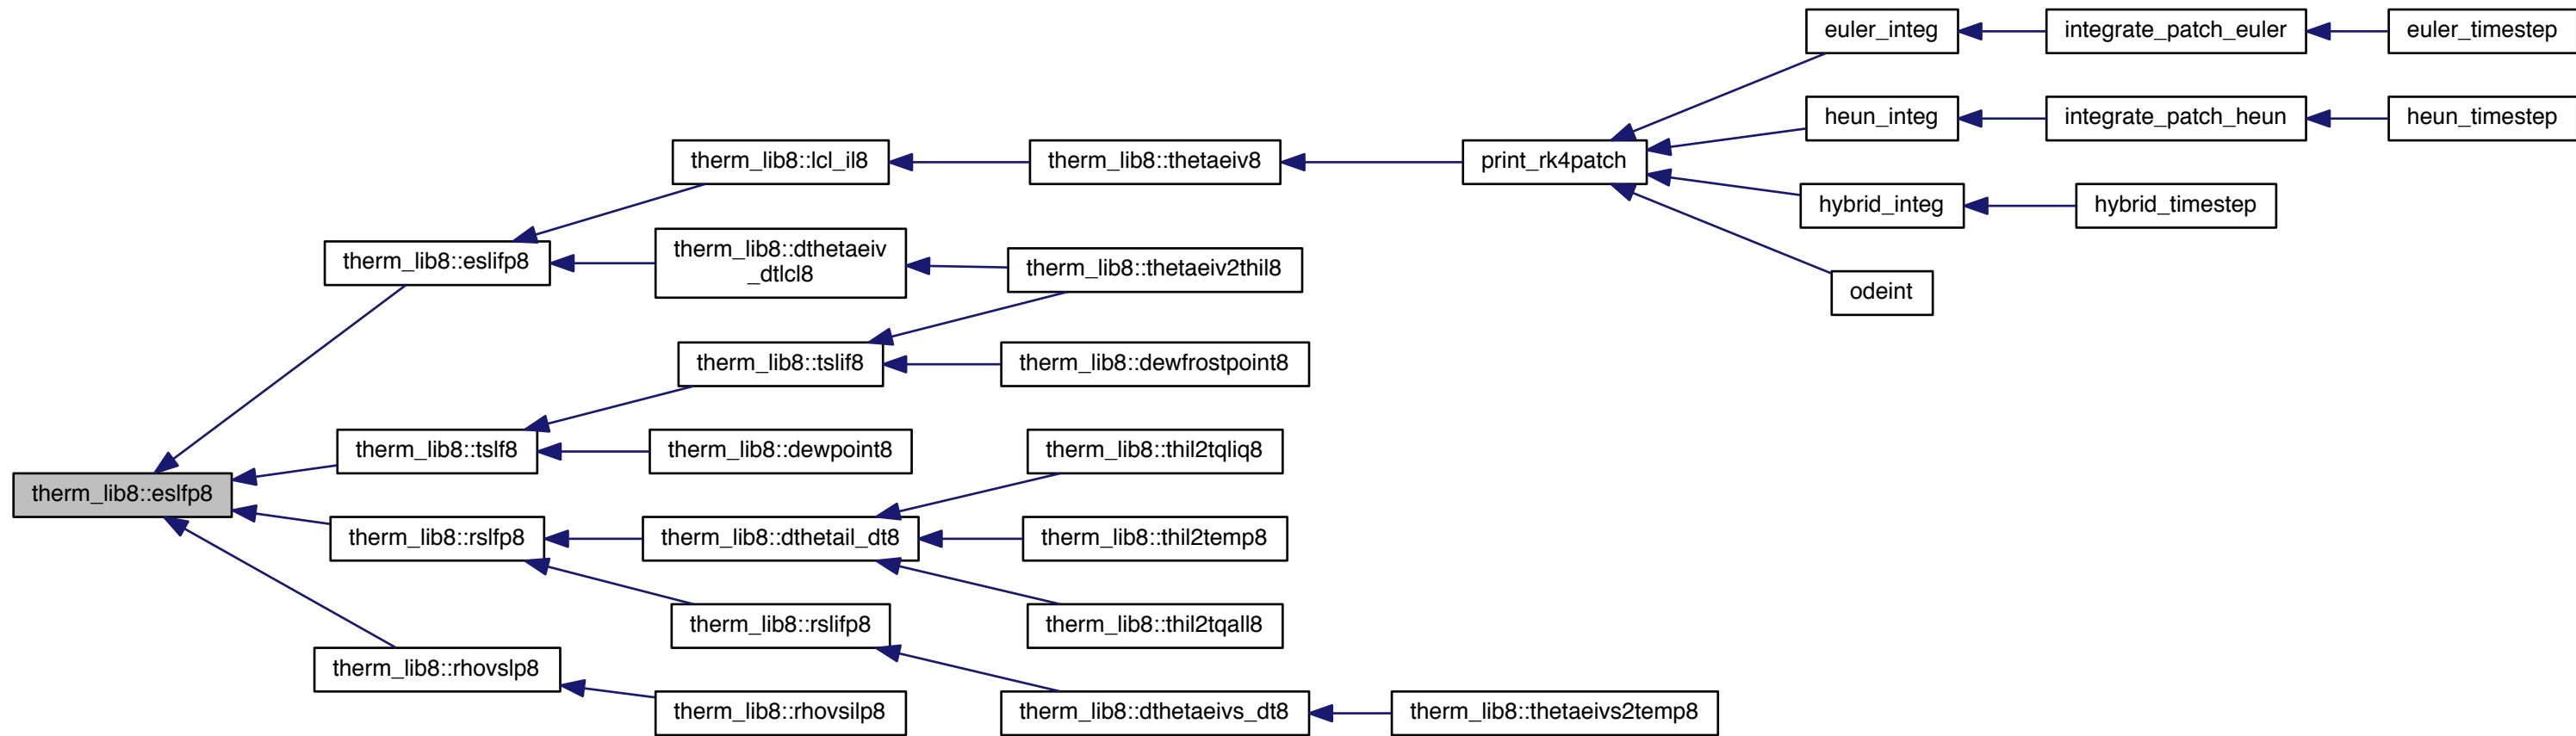 euler_integ
integrate_patch_euler
euler_timestep
heun_integ
integrate_patch_heun
heun_timestep
therm_lib8::lcl_il8
therm_lib8::thetaeiv8
print_rk4patch
hybrid_integ
hybrid_timestep
therm_lib8::eslifp8
therm_lib8::dthetaeiv
_dtlcl8
therm_lib8::thetaeiv2thil8
odeint
therm_lib8::tslif8
therm_lib8::dewfrostpoint8
therm_lib8::tslf8
therm_lib8::dewpoint8
therm_lib8::thil2tqliq8
therm_lib8::eslfp8
therm_lib8::rslfp8
therm_lib8::dthetail_dt8
therm_lib8::thil2temp8
therm_lib8::rslifp8
therm_lib8::thil2tqall8
therm_lib8::rhovslp8
therm_lib8::rhovsilp8
therm_lib8::dthetaeivs_dt8
therm_lib8::thetaeivs2temp8